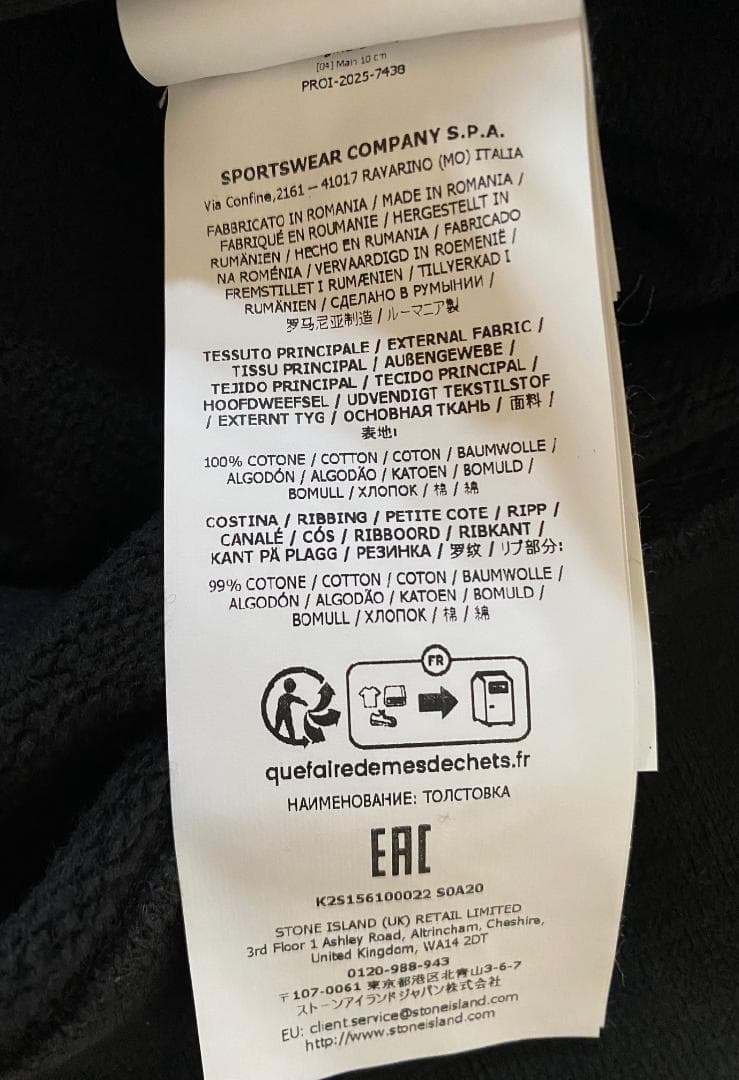 [04] Man 10 cm
PROI-2025-7438
SPORTSWEAR COMPANY S.P.A.
Via Confine,2161 – 41017 RAVARINO (MO) ITALIA
FABBRICATO IN ROMANIA / MADE IN ROMANIA /
FABRIQUÉ EN ROUMANIE / HERGESTELLT IN
RUMÄNIEN / HECHO EN RUMANIA / FABRICADO
NA ROMÉNIA / VERVAARDIGD IN ROEMENIË /
FREMSTILLET I RUMÆNIEN / TILLVERKAD I
RUMÄNIEN / СДЕЛАНО В РУМЫНИИ /
罗马尼亚制造 / ルーマニア製
TESSUTO PRINCIPALE / EXTERNAL FABRIC /
TISSU PRINCIPAL / AUßENGEWEBE /
TEJIDO PRINCIPAL / TECIDO PRINCIPAL /
HOOFDWEEFSEL / UDVENDIGT TEKSTILSTOF
/ EXTERNT TYG / ОСНОВНАЯ ТКАНЬ / 面料 /
表地:
100% COTONE / COTTON / COTON / BAUMWOLLE /
ALGODÓN / ALGODÃO / KATOEN / BOMULD /
BOMULL / ХЛОПОК / 棉 / 綿
COSTINA / RIBBING / PETITE COTE / RIPP /
CANALÉ / CÓS / RIBBOORD / RIBKANT /
KANT PÅ PLAGG / РЕЗИНКА / 罗纹 / リブ部分:
99% COTONE / COTTON / COTON / BAUMWOLLE /
ALGODÓN / ALGODÃO / KATOEN / BOMULD /
BOMULL / ХЛОПОК / 棉 / 綿
FR
quefairedemesdechets.fr
НАИМЕНОВАНИЕ: ТОЛСТОВКА
EAC
K2S156100022 S0A20
STONE ISLAND (UK) RETAIL LIMITED
3rd Floor 1 Ashley Road, Altrincham, Cheshire,
United Kingdom, WA14 2DT
0120-988-943
〒107-0061 東京都港区北青山3-6-7
ストーンアイランドジャパン株式会社
EU: client.service@stoneisland.com
http://www.stoneisland.com